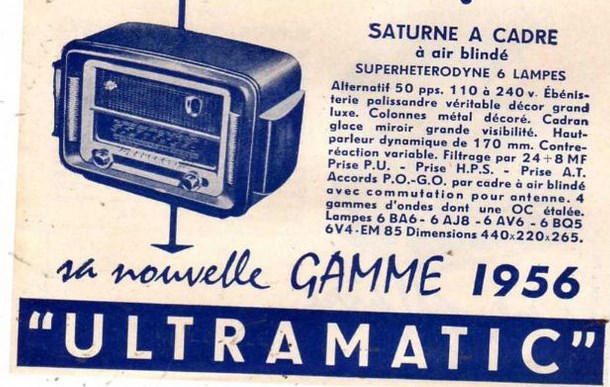 SATURNE A CADRE
à air blindé
SUPERHETERODYNE 6 LAMPES
Alternatif 50 pps. 110 à 240 v. Ébénis-
terie palissandre véritable décor grand
luxe. Colonnes métal décoré. Cadran
glace miroir grande visibilité. Haut-
parleur dynamique de 170 mm. Contre-
réaction variable. Filtrage par 24+8 MF
Prise P.U. - Prise H.P.S. - Prise A.T.
Accords P.O.-G.O. par cadre à air blindé
avec commutation pour antenne. 4
gammes d'ondes dont une OC étalée.
Lampes 6 BA6 - 6 AJ8 - 6 AV6 - 6 BQ5
6V4 - EM 85 Dimensions 440x220x265.
sa nouvelle GAMME 1956
"ULTRAMATIC"